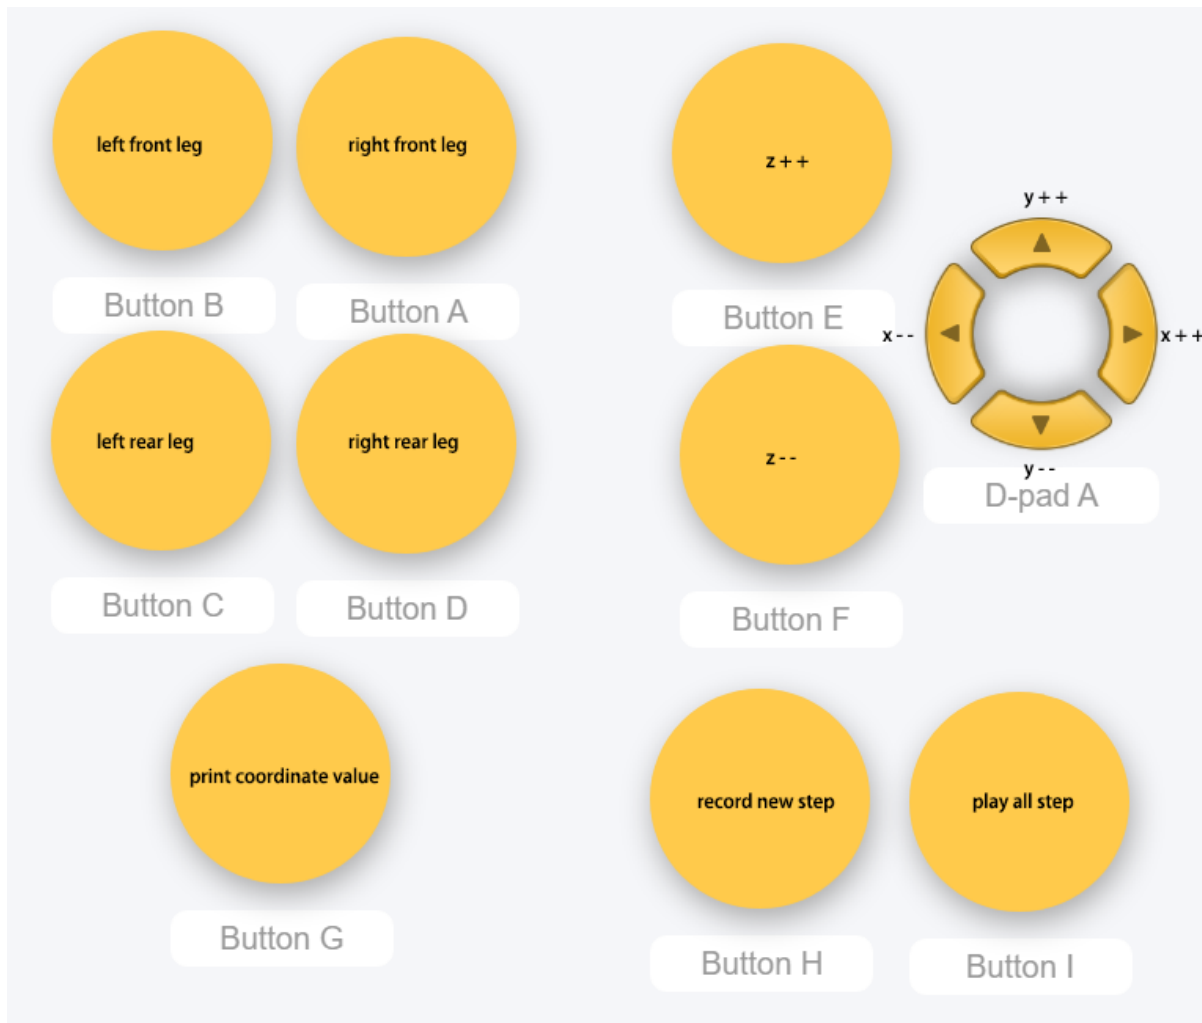 left front leg
right front leg
Button B
Button A
left rear leg
right rear leg
Button C
Button D
z++
Button E
z--
Button F
y++
x--
x++
y--
D-pad A
print coordinate value
Button G
record new step
play all step
Button H
Button I